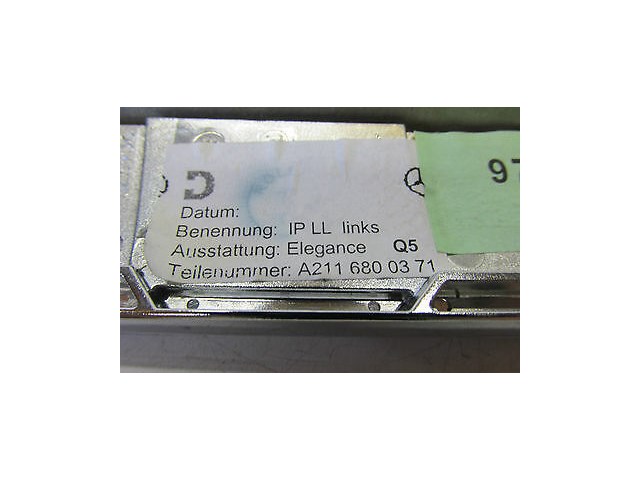 D
97
Datum:
Benennung: IP LL links
Ausstattung: Elegance Q5
Teilenummer: A211 680 03 71